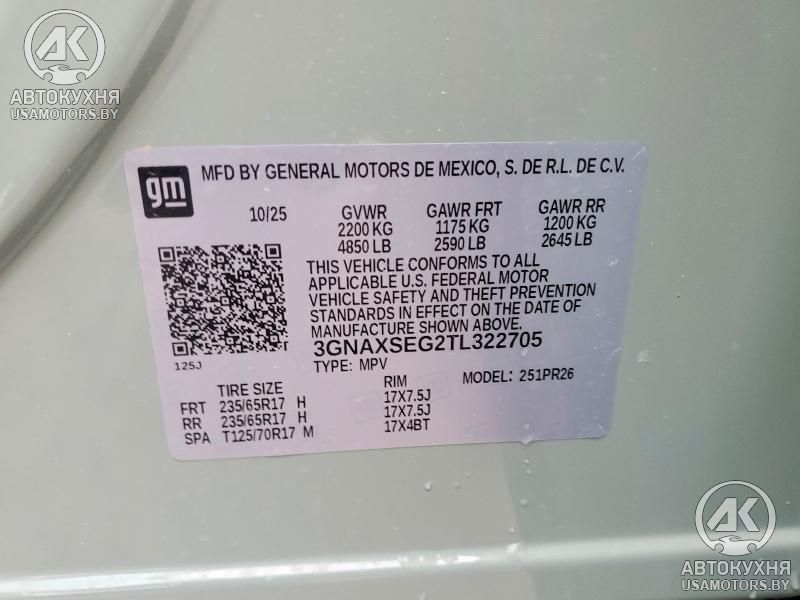 АК
АВТОКУХНЯ
USAMOTORS.BY
gm
MFD BY GENERAL MOTORS DE MEXICO, S. DE R.L. DE C.V.
10/25 GVWR GAWR FRT GAWR RR
2200 KG 1175 KG 1200 KG
4850 LB 2590 LB 2645 LB
THIS VEHICLE CONFORMS TO ALL
APPLICABLE U.S. FEDERAL MOTOR
VEHICLE SAFETY AND THEFT PREVENTION
STANDARDS IN EFFECT ON THE DATE OF
MANUFACTURE SHOWN ABOVE.
125J
3GNAXSEG2TL322705
TYPE: MPV MODEL: 251PR26
TIRE SIZE RIM
FRT 235/65R17 H 17X7.5J
RR 235/65R17 H 17X7.5J
SPA T125/70R17 M 17X4BT
АК
АВТОКУХНЯ
USAMOTORS.BY